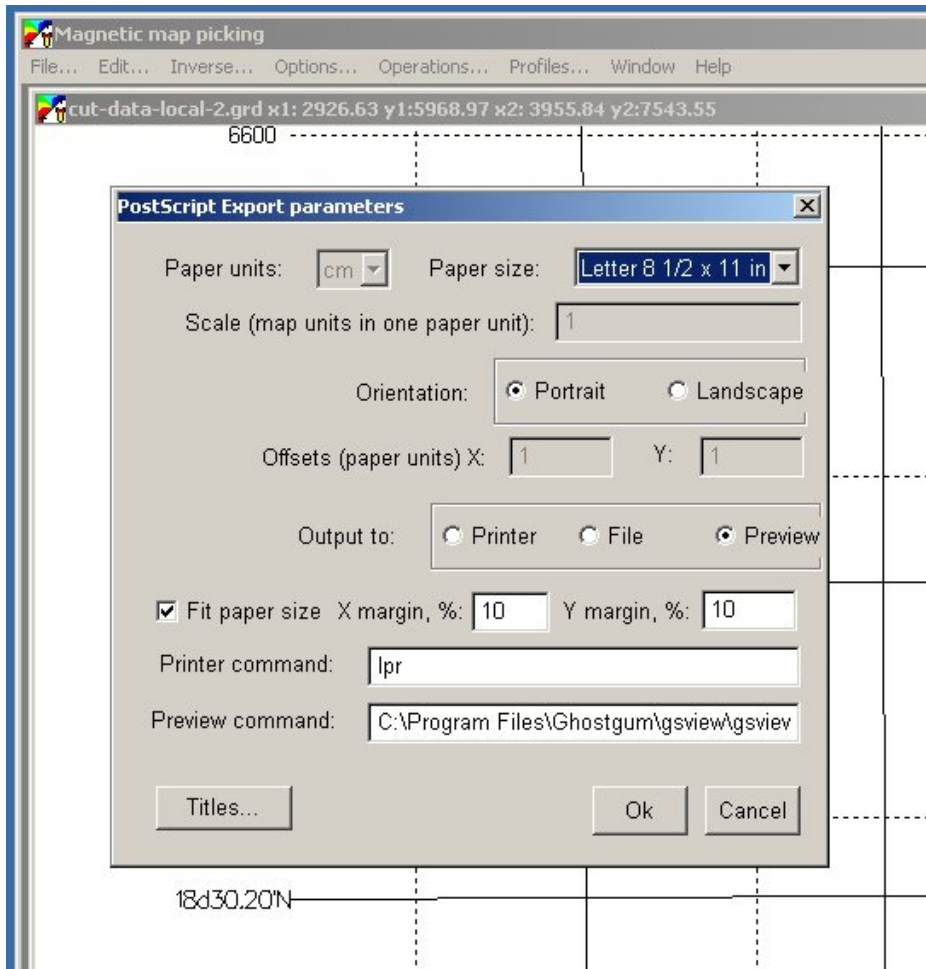 Magnetic map picking
File... Edit... Inverse... Options... Operations... Profiles... Window Help
cut-data-local-2.grd x1: 2926.63 y1:5968.97 x2: 3955.84 y2:7543.55
6600
PostScript Export parameters
Paper units: cm Paper size: Letter 8 1/2 x 11 in
Scale (map units in one paper unit): 1
Orientation: Portrait Landscape
Offsets (paper units) X: 1 Y: 1
Output to: Printer File Preview
Fit paper size X margin, %: 10 Y margin, %: 10
Printer command: lpr
Preview command: C:\Program Files\Ghostgum\gsview\gsviev
Titles... Ok Cancel
18d30.20'N